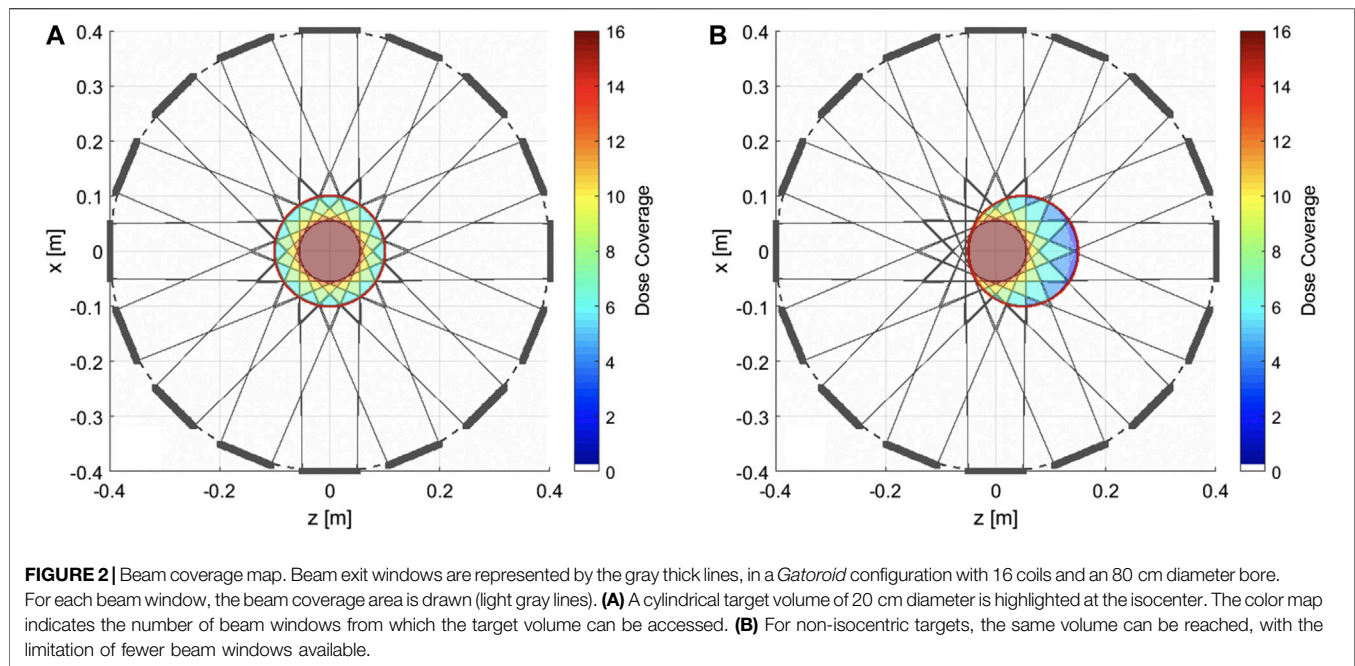 A
0.4
0.3
0.2
0.1
0
-0.1
-0.2
-0.3
-0.4
x [m]
-0.4 -0.2 0 0.2 0.4
z [m]
16
14
12
10
8
6
4
2
0
Dose Coverage
B
0.4
0.3
0.2
0.1
0
-0.1
-0.2
-0.3
-0.4
x [m]
-0.4 -0.2 0 0.2 0.4
z [m]
16
14
12
10
8
6
4
2
0
Dose Coverage
FIGURE 2 | Beam coverage map. Beam exit windows are represented by the gray thick lines, in a Gatoroid configuration with 16 coils and an 80 cm diameter bore.
For each beam window, the beam coverage area is drawn (light gray lines). (A) A cylindrical target volume of 20 cm diameter is highlighted at the isocenter. The color map
indicates the number of beam windows from which the target volume can be accessed. (B) For non-isocentric targets, the same volume can be reached, with the
limitation of fewer beam windows available.